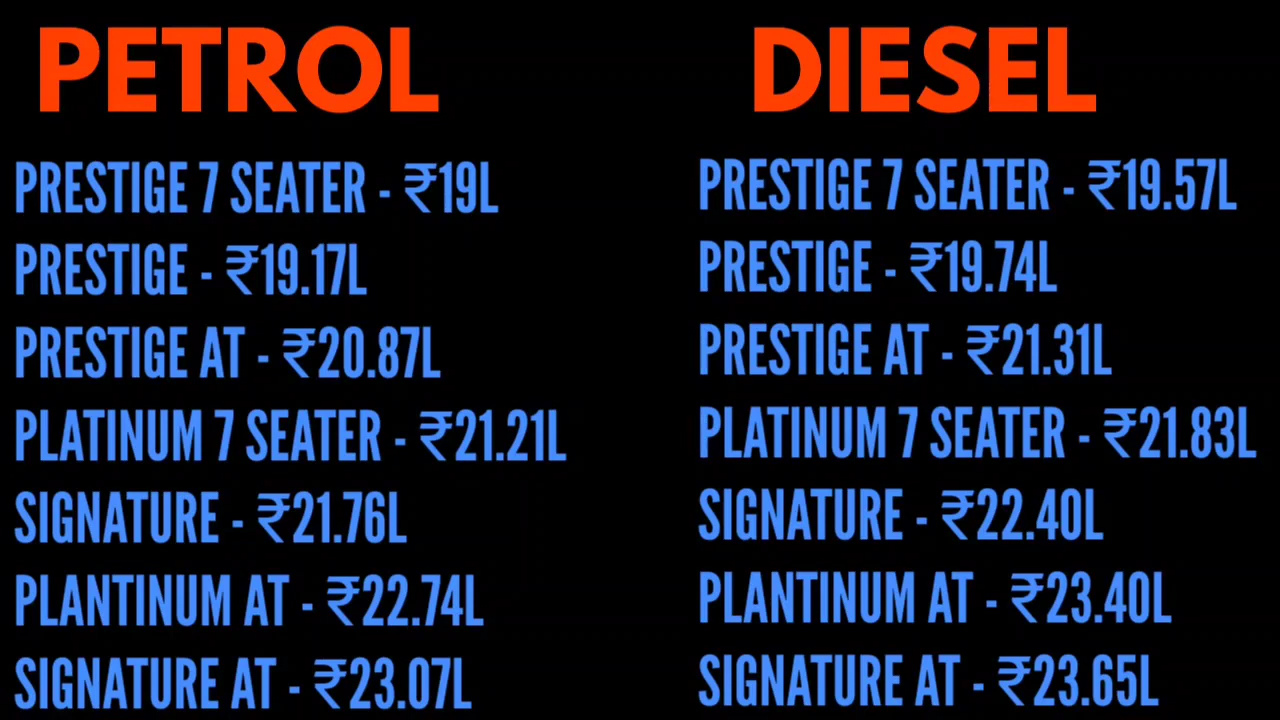 PETROL
PRESTIGE 7 SEATER - ₹19L
PRESTIGE - ₹19.17L
PRESTIGE AT - ₹20.87L
PLATINUM 7 SEATER - ₹21.21L
SIGNATURE - ₹21.76L
PLANTINUM AT - ₹22.74L
SIGNATURE AT - ₹23.07L
DIESEL
PRESTIGE 7 SEATER - ₹19.57L
PRESTIGE - ₹19.74L
PRESTIGE AT - ₹21.31L
PLATINUM 7 SEATER - ₹21.83L
SIGNATURE - ₹22.40L
PLANTINUM AT - ₹23.40L
SIGNATURE AT - ₹23.65L